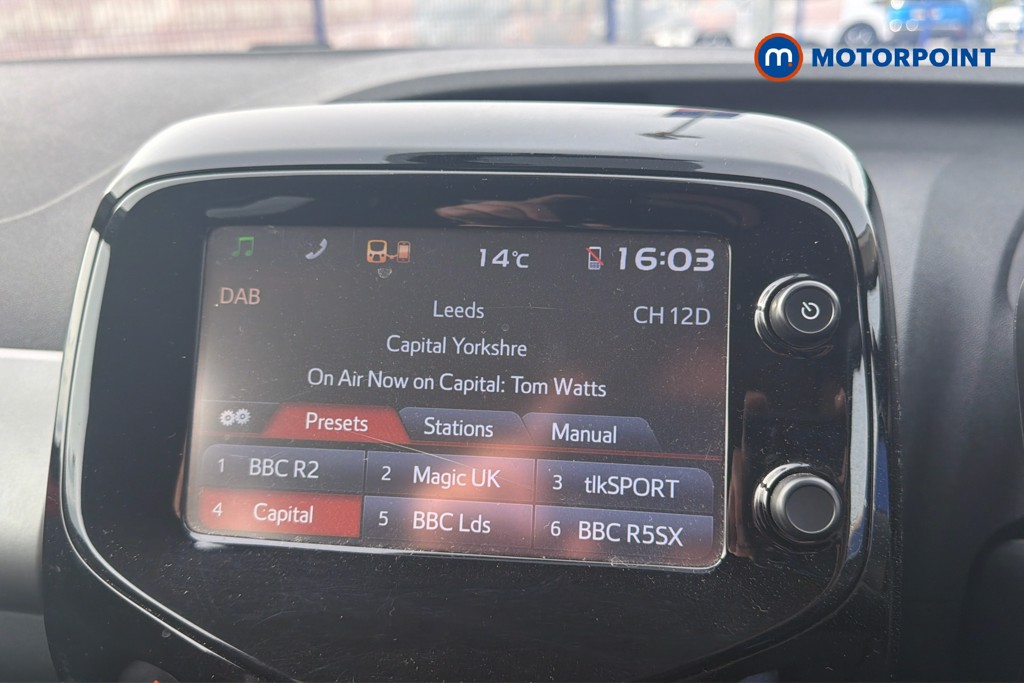 m MOTORPOINT
14°C 16:03
DAB
Leeds CH 12D
Capital Yorkshre
On Air Now on Capital: Tom Watts
Presets Stations Manual
1 BBC R2 2 Magic UK 3 tlkSPORT
4 Capital 5 BBC Lds 6 BBC R5SX